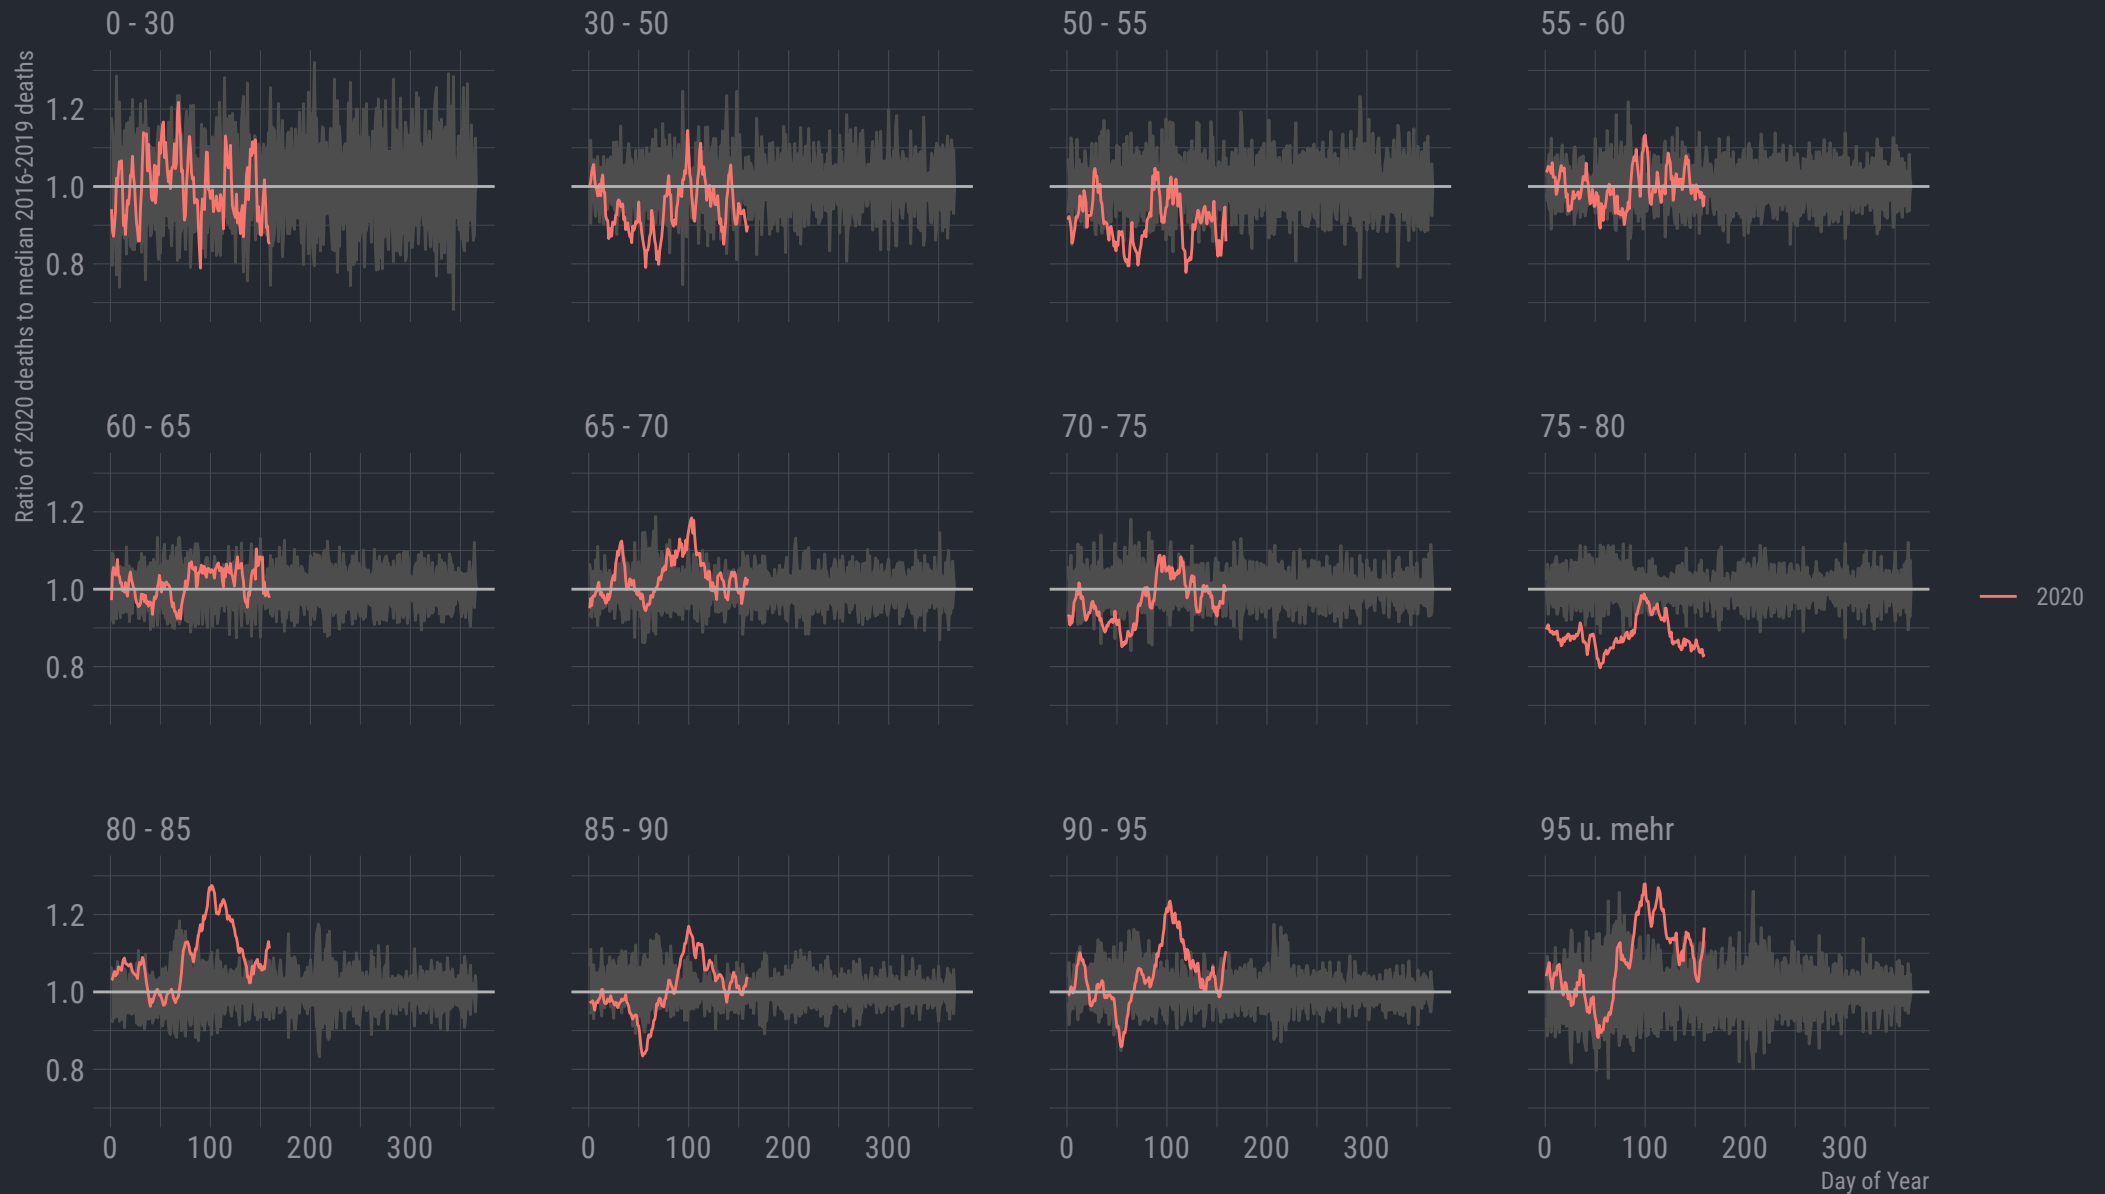 0 - 30
30 - 50
50 - 55
55 - 60
Ratio of 2020 deaths to median 2016-2019 deaths
1.2
1.0
0.8
60 - 65
65 - 70
70 - 75
75 - 80
1.2
1.0
0.8
2020
80 - 85
85 - 90
90 - 95
95 u. mehr
1.2
1.0
0.8
0 100 200 300
0 100 200 300
0 100 200 300
0 100 200 300
Day of Year